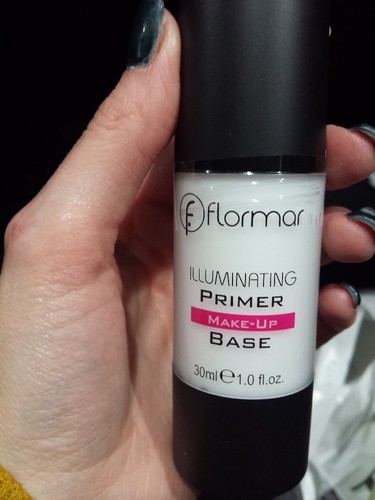 F flormar
ILLUMINATING
PRIMER
MAKE-UP
BASE
30ml ℮ 1.0 fl.oz.